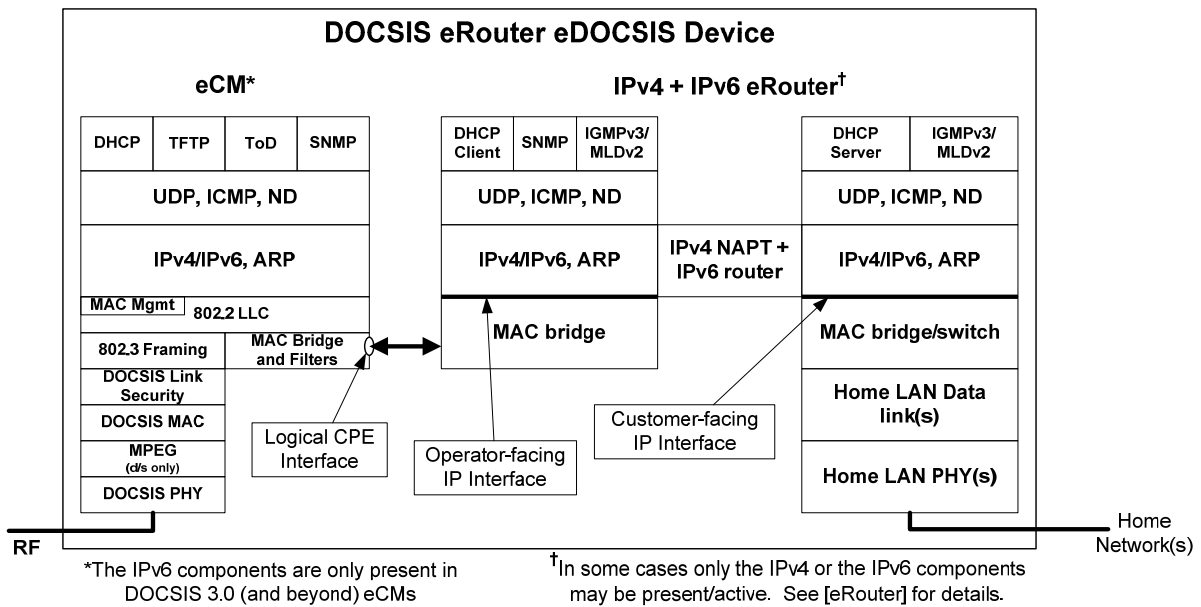 DOCSIS eRouter eDOCSIS Device
eCM*
IPv4 + IPv6 eRouter†
DHCP
TFTP
ToD
SNMP
UDP, ICMP, ND
IPv4/IPv6, ARP
MAC Mgmt
802.2 LLC
802.3 Framing
MAC Bridge
and Filters
DOCSIS Link
Security
DOCSIS MAC
MPEG
(d/s only)
DOCSIS PHY
RF
Logical CPE
Interface
DHCP
Client
SNMP
IGMPv3/
MLDv2
UDP, ICMP, ND
IPv4/IPv6, ARP
MAC bridge
Operator-facing
IP Interface
IPv4 NAPT +
IPv6 router
Customer-facing
IP Interface
DHCP
Server
IGMPv3/
MLDv2
UDP, ICMP, ND
IPv4/IPv6, ARP
MAC bridge/switch
Home LAN Data
link(s)
Home LAN PHY(s)
Home
Network(s)
*The IPv6 components are only present in
DOCSIS 3.0 (and beyond) eCMs
†In some cases only the IPv4 or the IPv6 components
may be present/active. See [eRouter] for details.